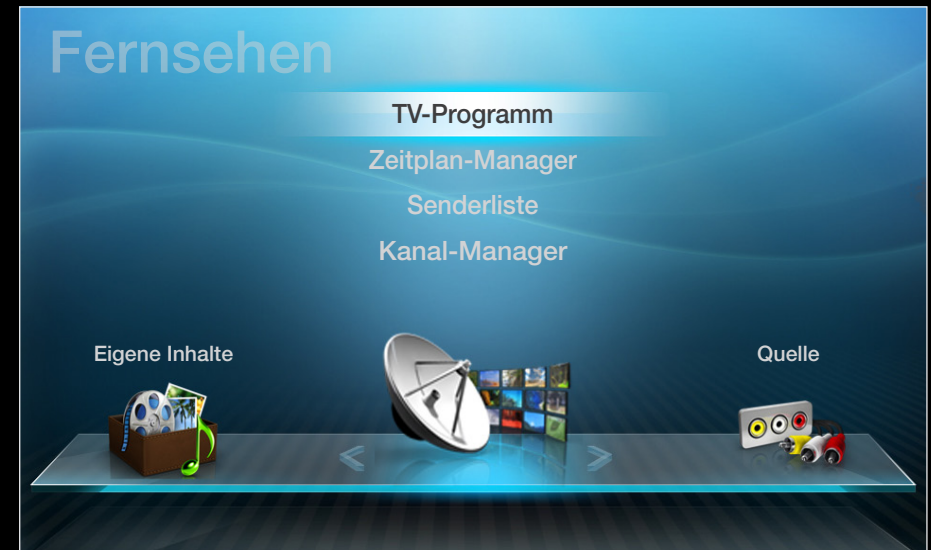 Fernsehen
TV-Programm
Zeitplan-Manager
Senderliste
Kanal-Manager
Eigene Inhalte
Quelle